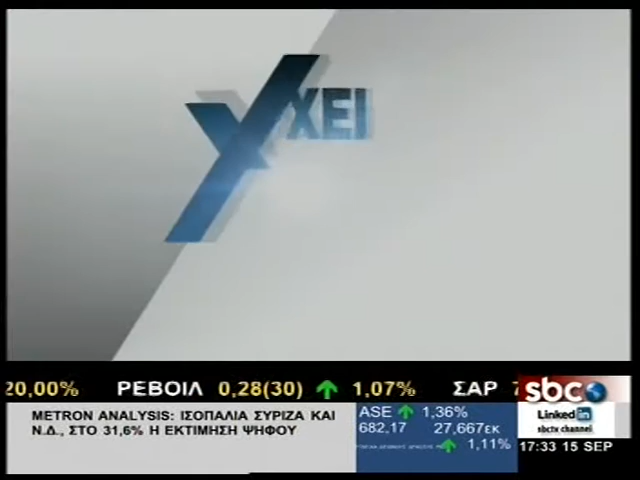 ΧΕΙ
20,00% ΡΕΒΟΙΛ 0,28(30) 1,07% ΣΑΡ 7
sbc
METRON ANALYSIS: ΙΣΟΠΑΛΙΑ ΣΥΡΙΖΑ ΚΑΙ
Ν.Δ., ΣΤΟ 31,6% Η ΕΚΤΙΜΗΣΗ ΨΗΦΟΥ
ASE 1,36%
682,17 27,667εκ
1,11%
Linked in
sbctv channel
17:33 15 SEP